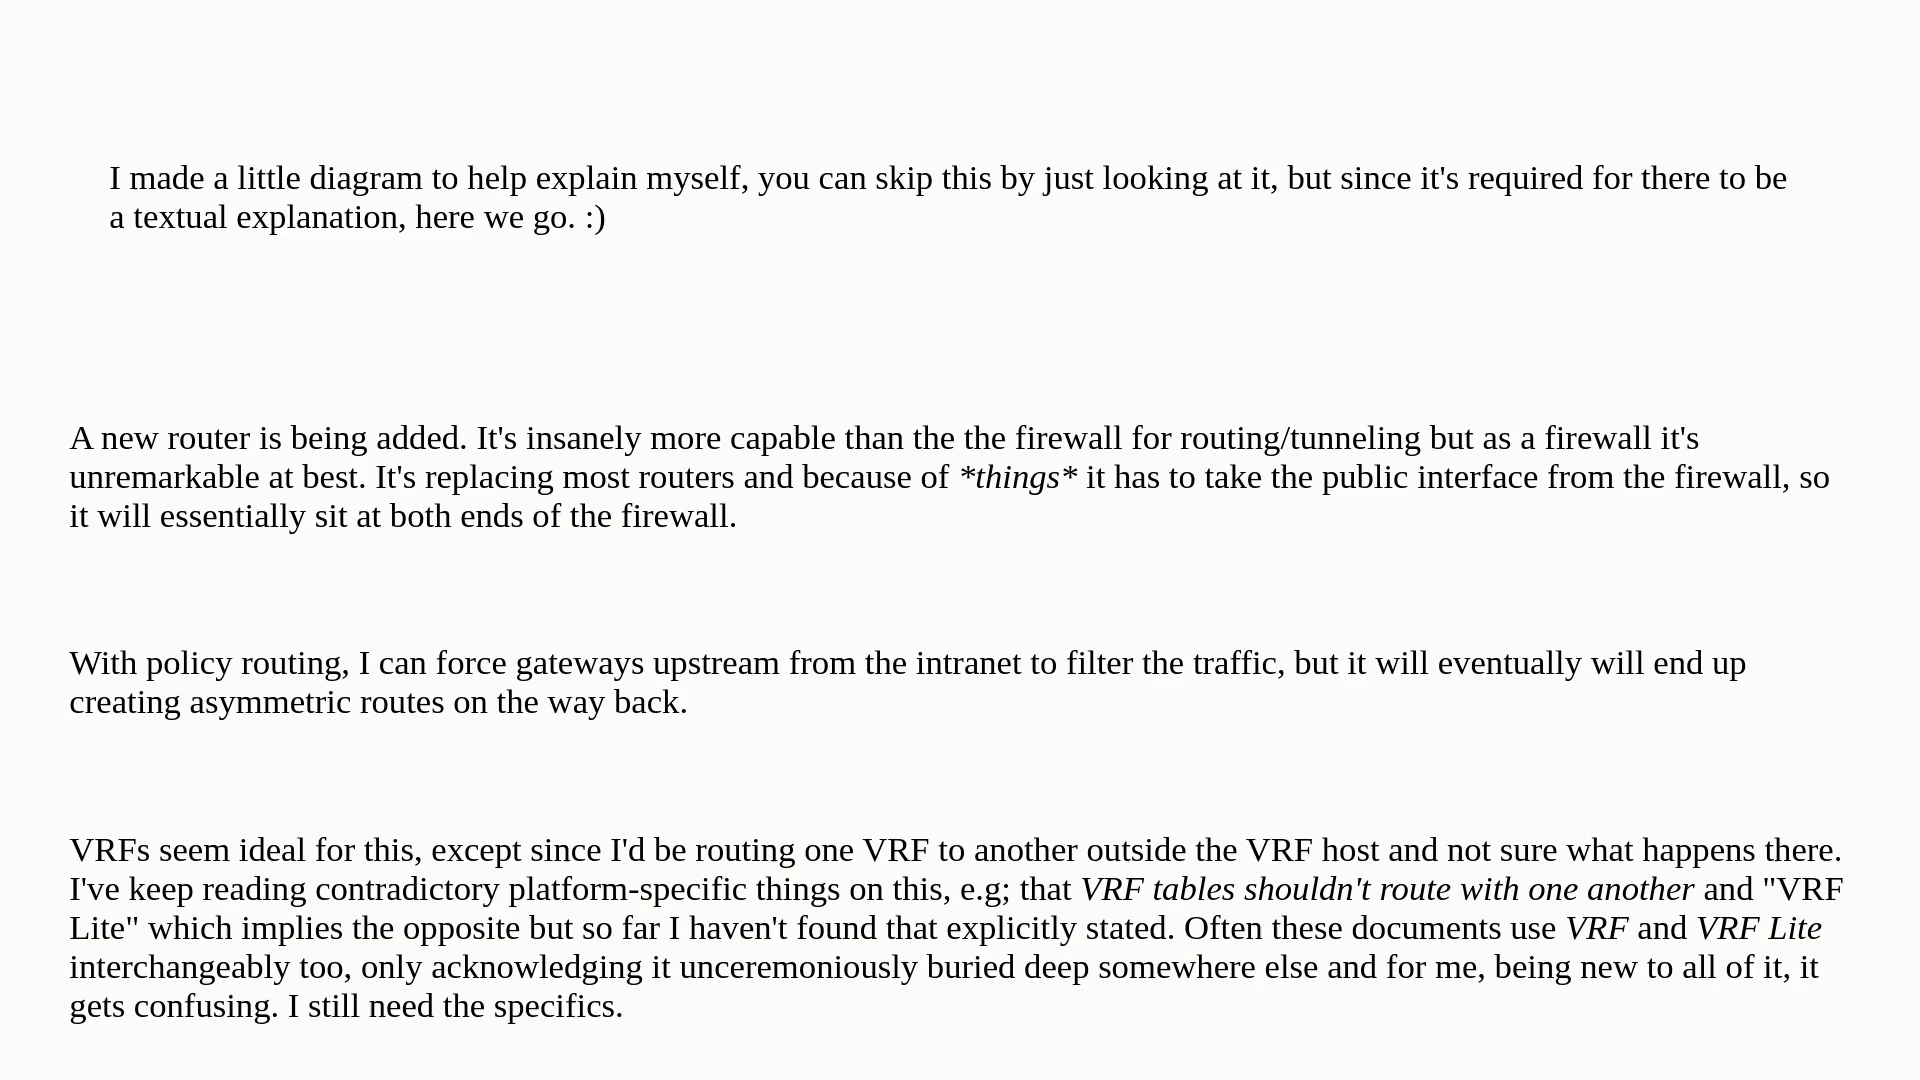 I made a little diagram to help explain myself, you can skip this by just looking at it, but since it's required for there to be
a textual explanation, here we go. :)
A new router is being added. It's insanely more capable than the the firewall for routing/tunneling but as a firewall it's
unremarkable at best. It's replacing most routers and because of *things* it has to take the public interface from the firewall, so
it will essentially sit at both ends of the firewall.
With policy routing, I can force gateways upstream from the intranet to filter the traffic, but it will eventually will end up
creating asymmetric routes on the way back.
VRFs seem ideal for this, except since I'd be routing one VRF to another outside the VRF host and not sure what happens there.
I've keep reading contradictory platform-specific things on this, e.g; that VRF tables shouldn't route with one another and "VRF
Lite" which implies the opposite but so far I haven't found that explicitly stated. Often these documents use VRF and VRF Lite
interchangeably too, only acknowledging it unceremoniously buried deep somewhere else and for me, being new to all of it, it
gets confusing. I still need the specifics.